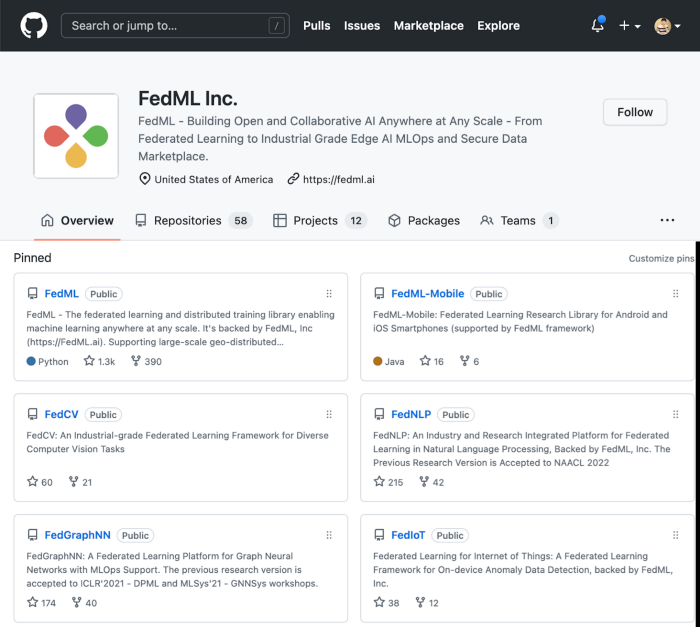 Search or jump to... /
Pulls Issues Marketplace Explore
FedML Inc.
FedML - Building Open and Collaborative AI Anywhere at Any Scale - From
Federated Learning to Industrial Grade Edge AI MLOps and Secure Data
Marketplace.
United States of America https://fedml.ai
Follow
Overview Repositories 58 Projects 12 Packages Teams 1
Pinned
Customize pins
FedML Public
FedML - The federated learning and distributed training library enabling
machine learning anywhere at any scale. It's backed by FedML, Inc
(https://FedML.ai). Supporting large-scale geo-distributed...
Python 1.3k 390
FedML-Mobile Public
FedML-Mobile: Federated Learning Research Library for Android and
iOS Smartphones (supported by FedML framework)
Java 16 6
FedCV Public
FedCV: An Industrial-grade Federated Learning Framework for Diverse
Computer Vision Tasks
60 21
FedNLP Public
FedNLP: An Industry and Research Integrated Platform for Federated
Learning in Natural Language Processing, Backed by FedML, Inc. The
Previous Research Version is Accepted to NAACL 2022
215 42
FedGraphNN Public
FedGraphNN: A Federated Learning Platform for Graph Neural
Networks with MLOps Support. The previous research version is
accepted to ICLR'2021 - DPML and MLSys'21 - GNNSys workshops.
174 40
FedIoT Public
Federated Learning for Internet of Things: A Federated Learning
Framework for On-device Anomaly Data Detection, backed by FedML,
Inc.
38 12